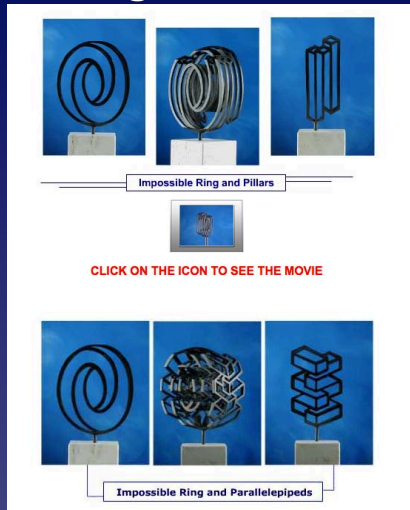 Impossible Ring and Pillars
CLICK ON THE ICON TO SEE THE MOVIE
Impossible Ring and Parallelepipeds